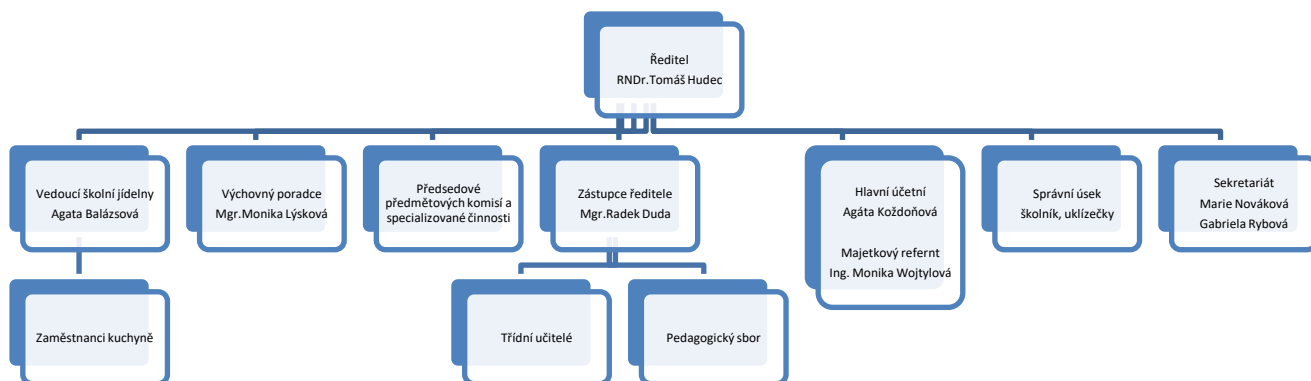 Ředitel
RNDr.Tomáš Hudec
Vedoucí školní jídelny
Agata Balázsová
Výchovný poradce
Mgr.Monika Lýsková
Předsedové
předmětových komisí a
specializované činnosti
Zástupce ředitele
Mgr.Radek Duda
Hlavní účetní
Agáta Koždoňová
Majetkový refernt
Ing. Monika Wojtylová
Správní úsek
školník, uklízečky
Sekretariát
Marie Nováková
Gabriela Rybová
Zaměstnanci kuchyně
Třídní učitelé
Pedagogický sbor